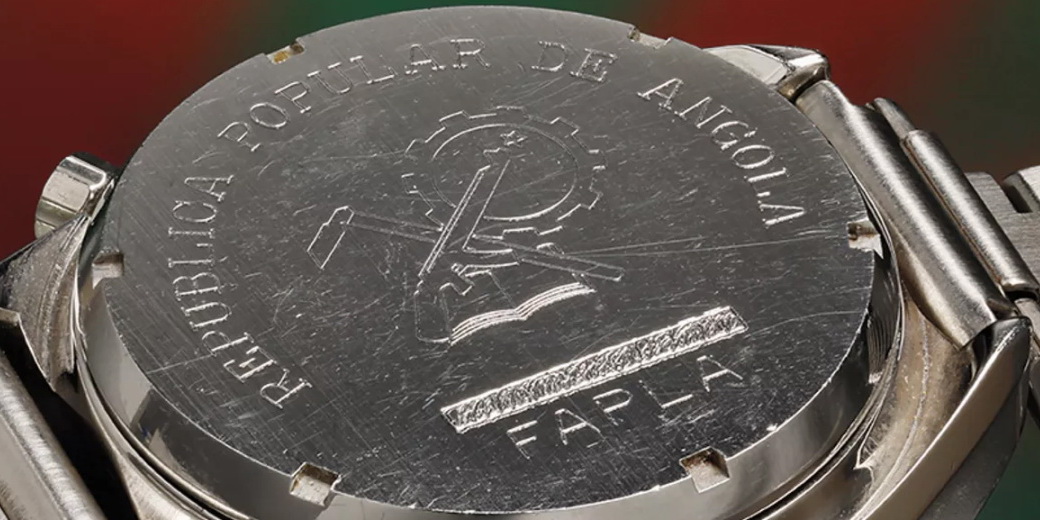 REPUBLICA POPULAR DE ANGOLA
FAPLA